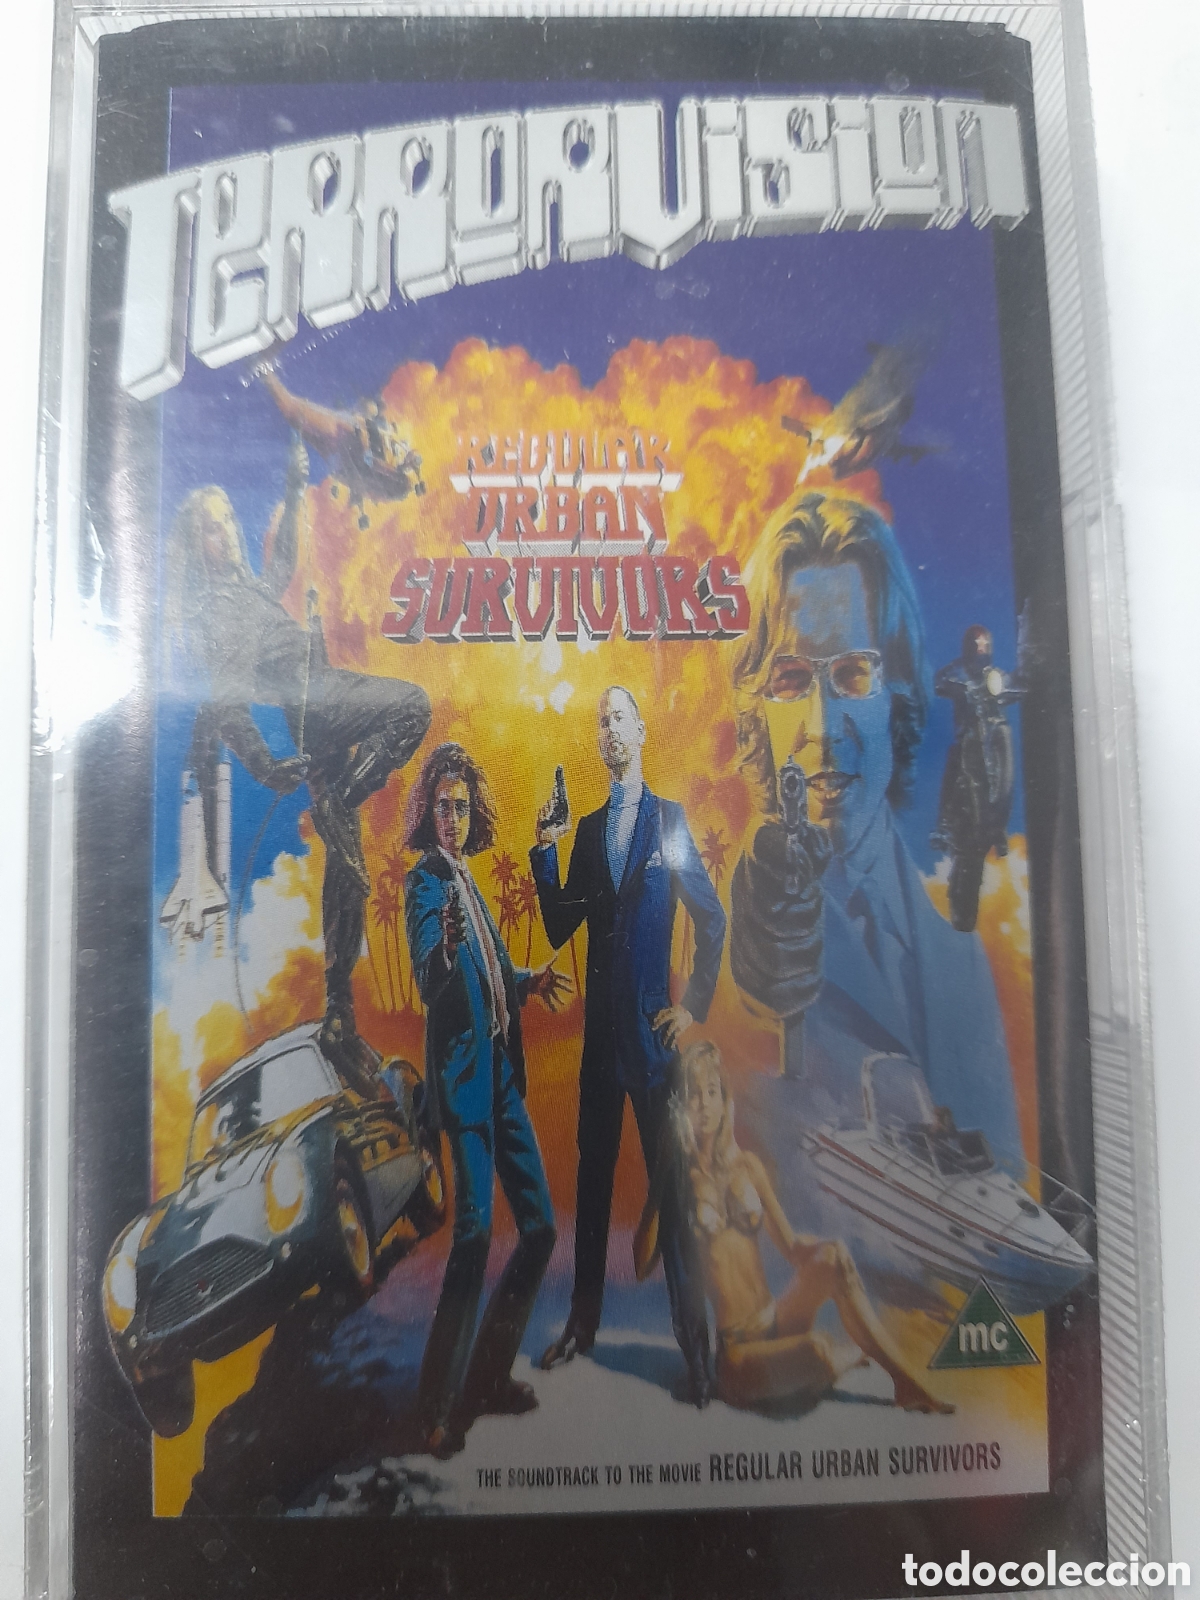 TERRORVISION
REGULAR
URBAN
SURVIVORS
mc
THE SOUNDTRACK TO THE MOVIE REGULAR URBAN SURVIVORS
todocoleccion